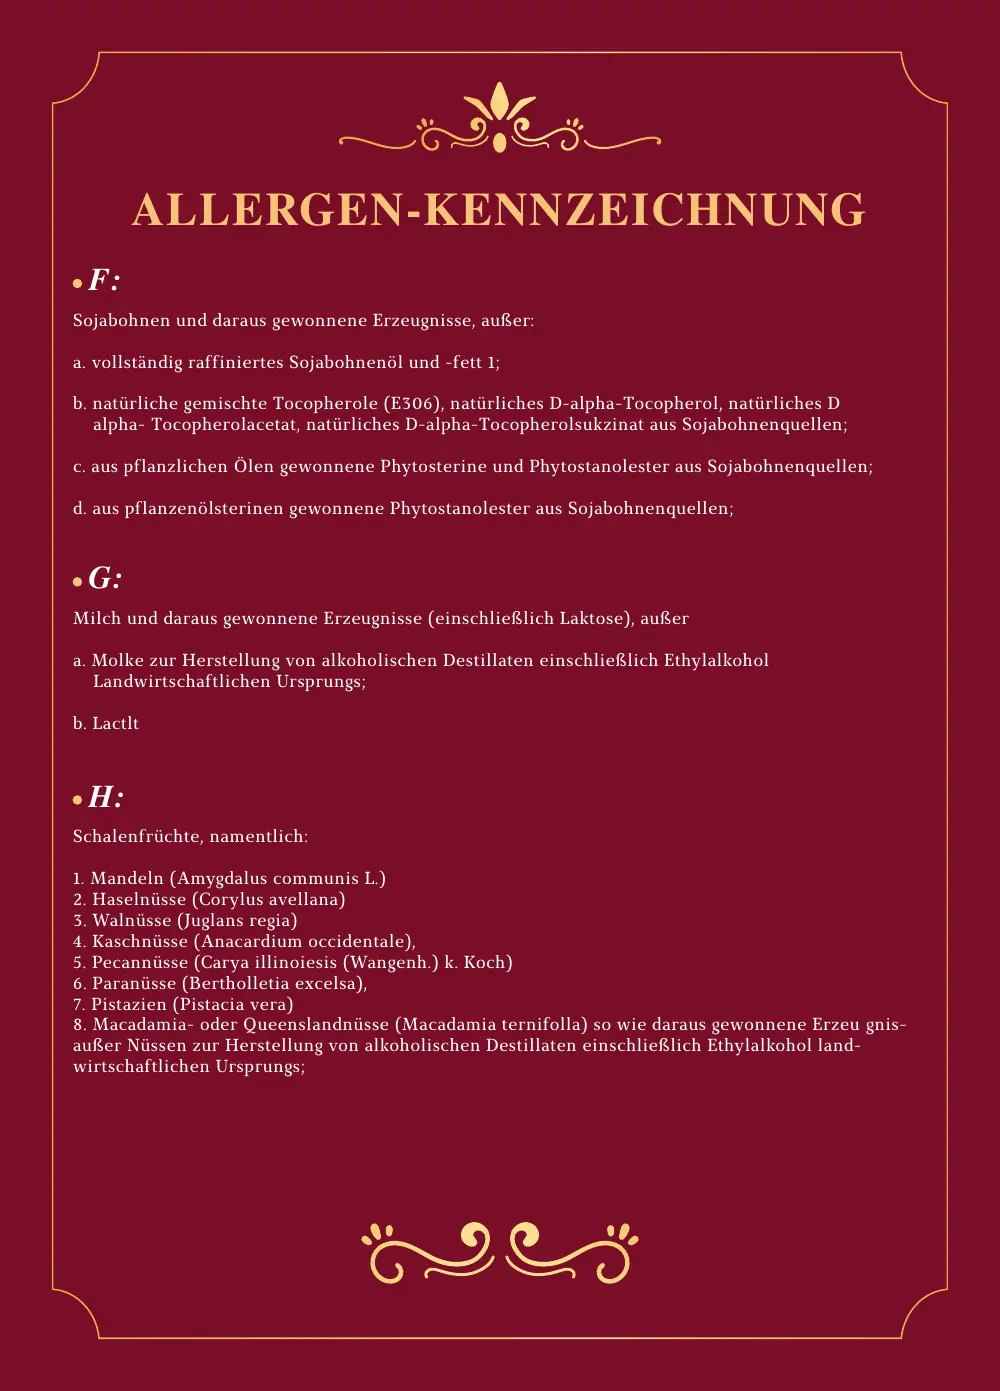 ALLERGEN-KENNZEICHNUNG
• F:
Sojabohnen und daraus gewonnene Erzeugnisse, außer:
a. vollständig raffiniertes Sojabohnenöl und -fett 1;
b. natürliche gemischte Tocopherole (E306), natürliches D-alpha-Tocopherol, natürliches D
alpha- Tocopherolacetat, natürliches D-alpha-Tocopherolsukzinat aus Sojabohnenquellen;
c. aus pflanzlichen Ölen gewonnene Phytosterine und Phytostanolester aus Sojabohnenquellen;
d. aus pflanzenölsterinen gewonnene Phytostanolester aus Sojabohnenquellen;
• G:
Milch und daraus gewonnene Erzeugnisse (einschließlich Laktose), außer
a. Molke zur Herstellung von alkoholischen Destillaten einschließlich Ethylalkohol
Landwirtschaftlichen Ursprungs;
b. Lactlt
• H:
Schalenfrüchte, namentlich:
1. Mandeln (Amygdalus communis L.)
2. Haselnüsse (Corylus avellana)
3. Walnüsse (Juglans regia)
4. Kaschnüsse (Anacardium occidentale),
5. Pecannüsse (Carya illinoiesis (Wangenh.) k. Koch)
6. Paranüsse (Bertholletia excelsa),
7. Pistazien (Pistacia vera)
8. Macadamia- oder Queenslandnüsse (Macadamia ternifolla) so wie daraus gewonnene Erzeu gnis-
außer Nüssen zur Herstellung von alkoholischen Destillaten einschließlich Ethylalkohol land-
wirtschaftlichen Ursprungs;